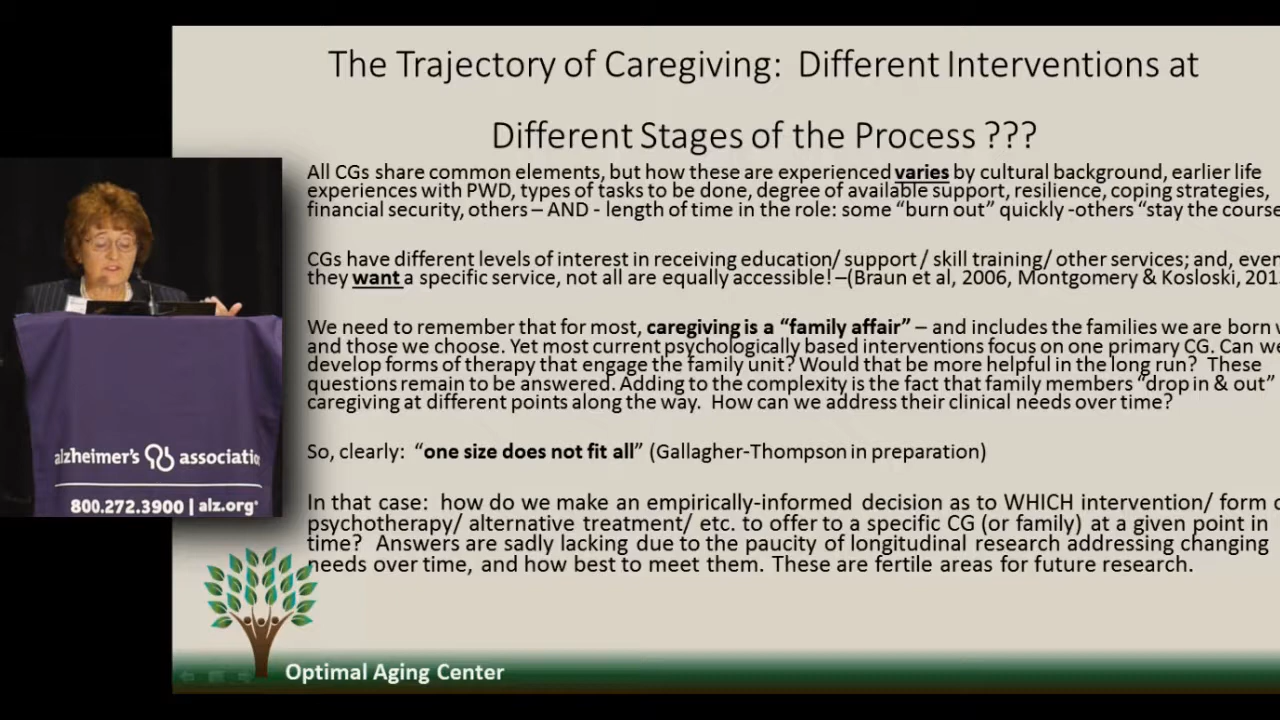 The Trajectory of Caregiving: Different Interventions at
Different Stages of the Process ???
All CGs share common elements, but how these are experienced varies by cultural background, earlier life
experiences with PWD, types of tasks to be done, degree of available support, resilience, coping strategies,
financial security, others – AND - length of time in the role: some “burn out” quickly -others “stay the course
CGs have different levels of interest in receiving education/ support/ skill training/ other services; and, even
they want a specific service, not all are equally accessible! –(Braun et al, 2006, Montgomery & Kosloski, 201
We need to remember that for most, caregiving is a “family affair” – and includes the families we are born
and those we choose. Yet most current psychologically based interventions focus on one primary CG. Can we
develop forms of therapy that engage the family unit? Would that be more helpful in the long run? These
questions remain to be answered. Adding to the complexity is the fact that family members “drop in & out”
caregiving at different points along the way. How can we address their clinical needs over time?
So, clearly: “one size does not fit all” (Gallagher-Thompson in preparation)
In that case: how do we make an empirically-informed decision as to WHICH intervention/ form
psychotherapy/ alternative treatment/ etc. to offer to a specific CG (or family) at a given point in
time? Answers are sadly lacking due to the paucity of longitudinal research addressing changing
needs over time, and how best to meet them. These are fertile areas for future research.
alzheimer's associatio
800.272.3900 | alz.org®
Optimal Aging Center